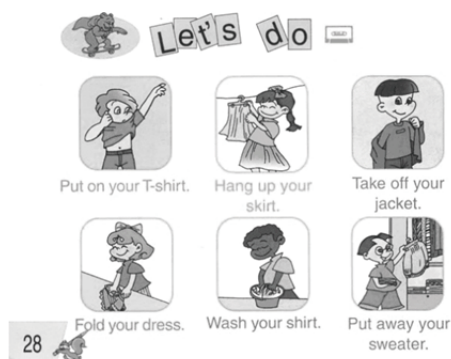 Let's do
Put on your T-shirt.
Hang up your
skirt.
Take off your
jacket.
Fold your dress.
Wash your shirt.
Put away your
sweater.
28